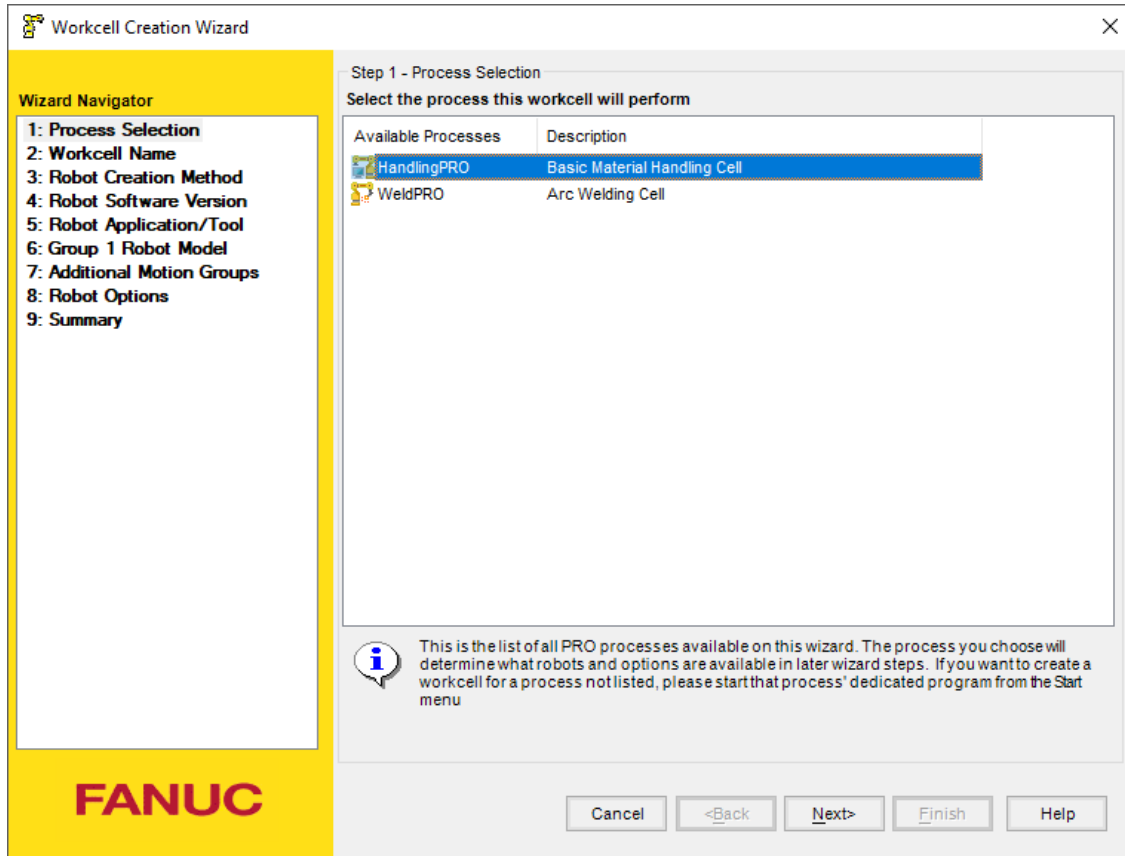 Workcell Creation Wizard
Wizard Navigator
1: Process Selection
2: Workcell Name
3: Robot Creation Method
4: Robot Software Version
5: Robot Application/Tool
6: Group 1 Robot Model
7: Additional Motion Groups
8: Robot Options
9: Summary
FANUC
Step 1 - Process Selection
Select the process this workcell will perform
Available Processes Description
HandlingPRO Basic Material Handling Cell
WeldPRO Arc Welding Cell
This is the list of all PRO processes available on this wizard. The process you choose will
determine what robots and options are available in later wizard steps. If you want to create a
workcell for a process not listed, please start that process' dedicated program from the Start
menu
Cancel <Back Next> Finish Help